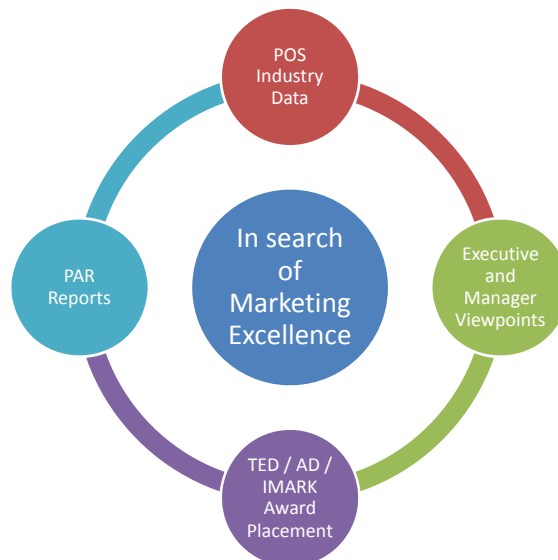 POS
Industry
Data
In search
of
Marketing
Excellence
Executive
and
Manager
Viewpoints
PAR
Reports
TED / AD /
IMARK
Award
Placement